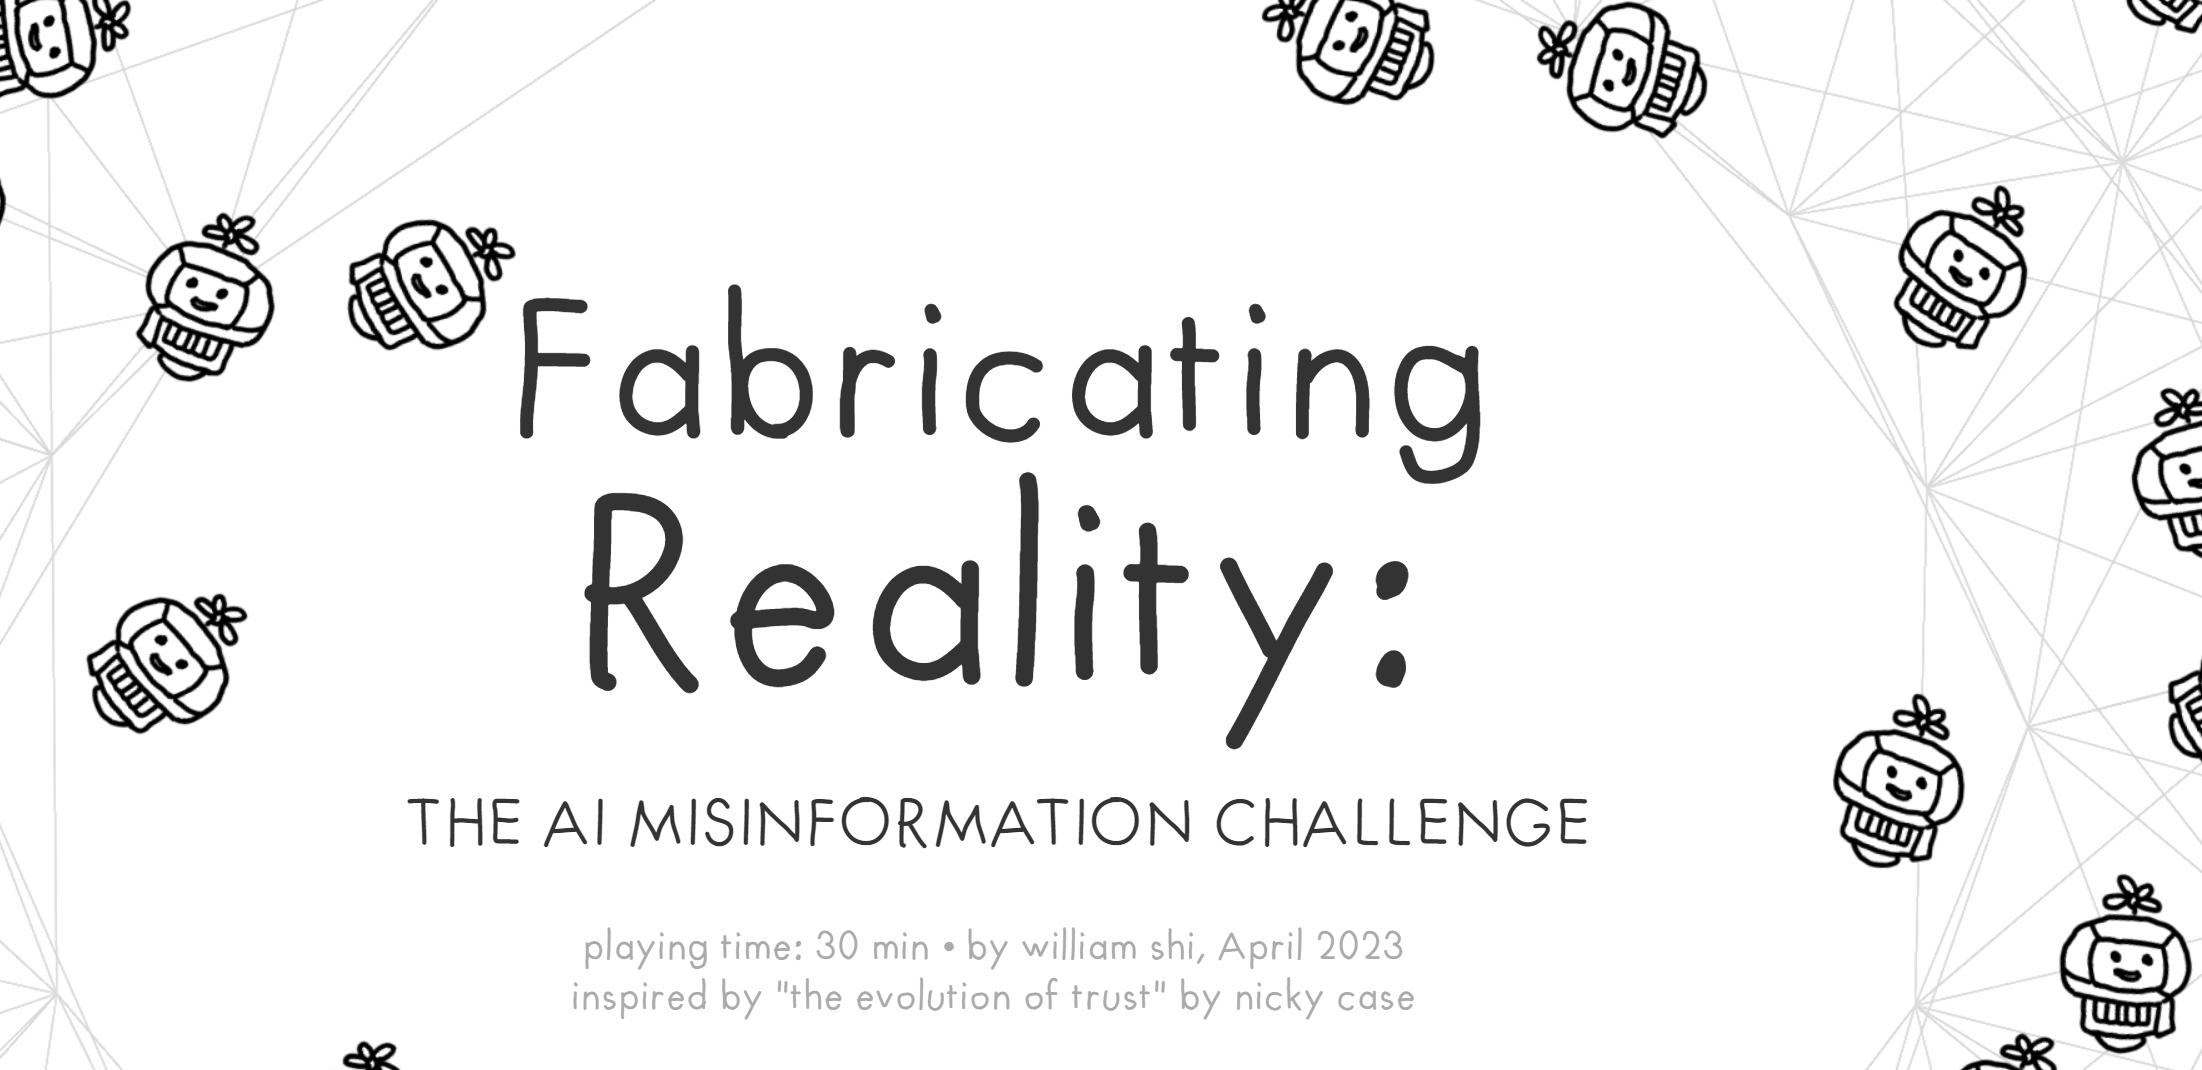 Fabricating
Reality:
THE AI MISINFORMATION CHALLENGE
playing time: 30 min • by william shi, April 2023
inspired by "the evolution of trust" by nicky case